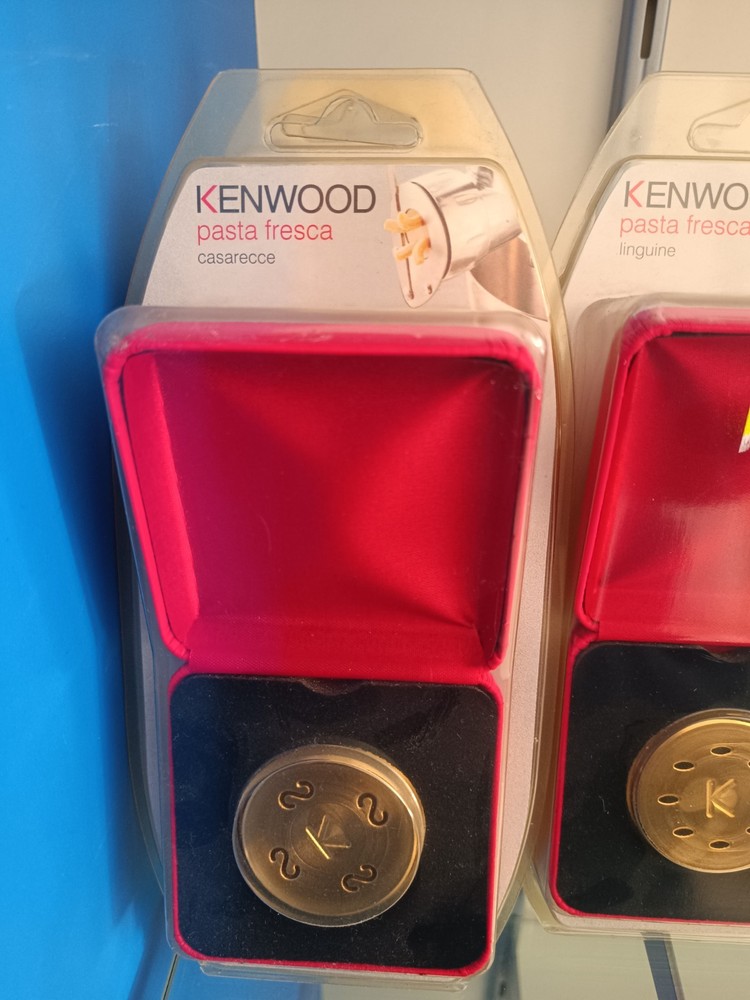 KENWOOD
pasta fresca
casarecce
KENWO
pasta fresca
linguine
K
K